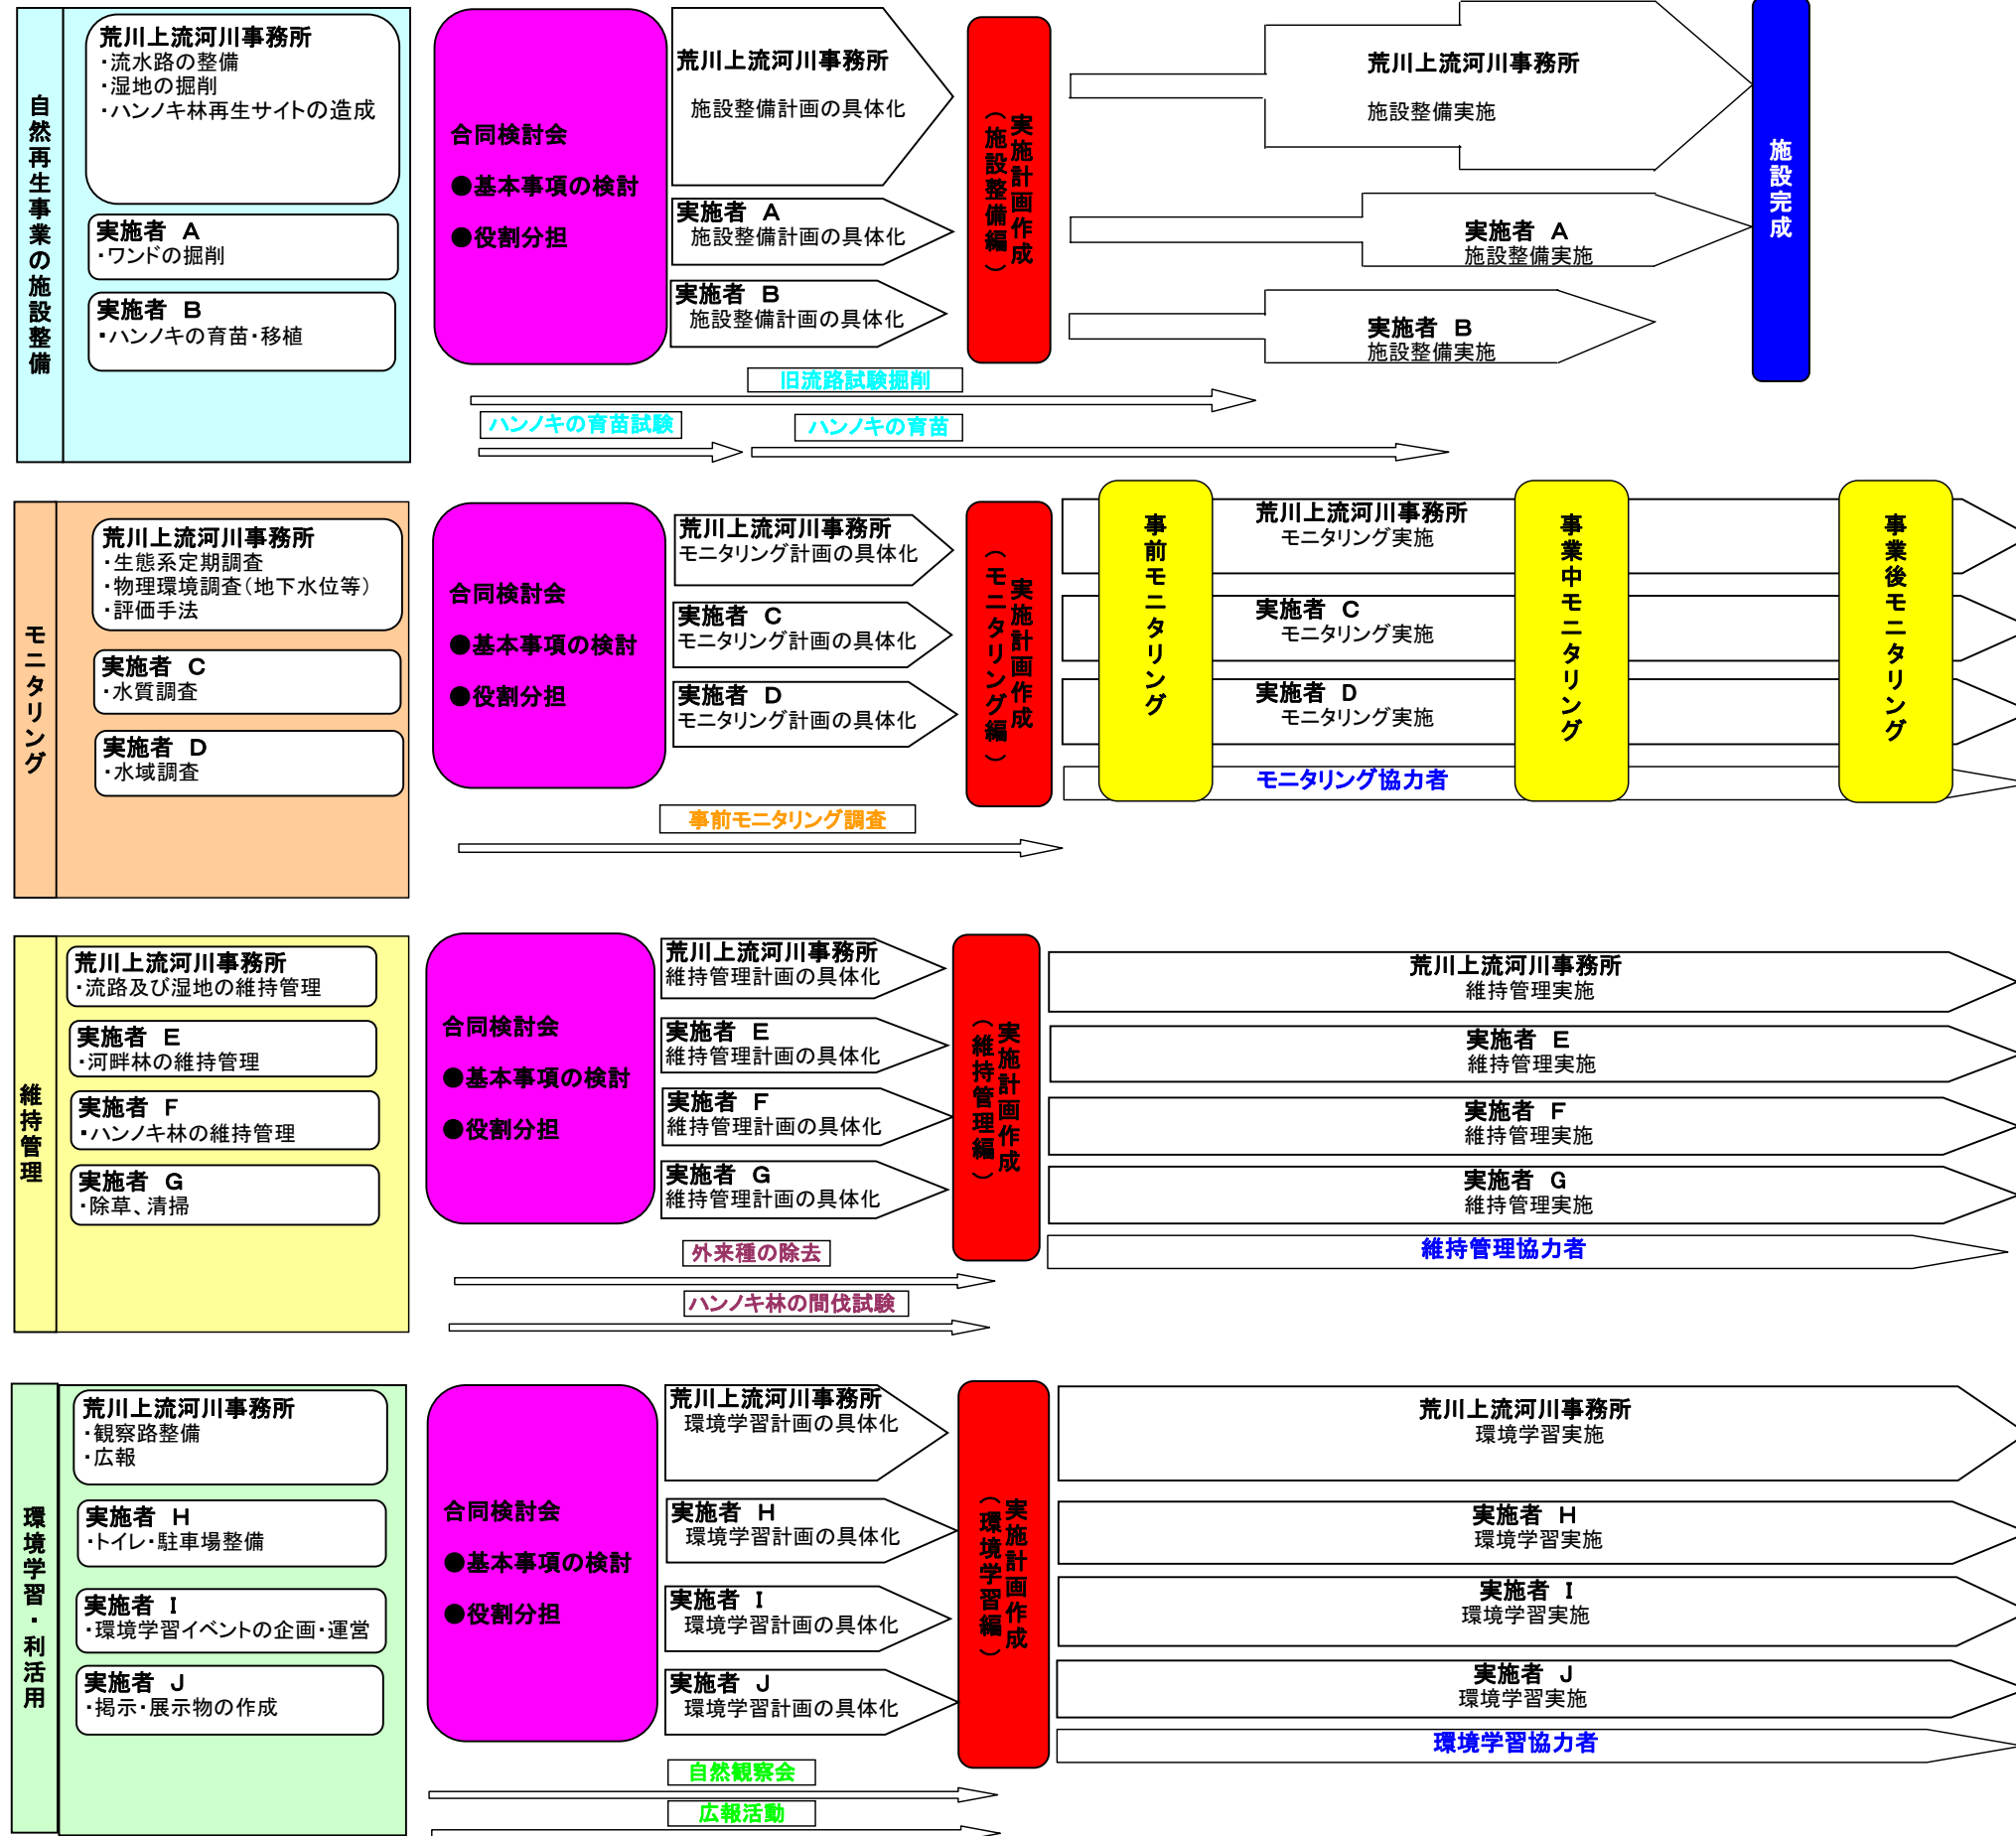 自然再生事業の施設整備
荒川上流河川事務所
・流水路の整備
・湿地の掘削
・ハンノキ林再生サイトの造成
実施者 A
・ワンドの掘削
実施者 B
・ハンノキの育苗・移植
合同検討会
●基本事項の検討
●役割分担
荒川上流河川事務所
施設整備計画の具体化
実施者 A
施設整備計画の具体化
実施者 B
施設整備計画の具体化
実施計画作成
（施設整備編）
荒川上流河川事務所
施設整備実施
実施者 A
施設整備実施
実施者 B
施設整備実施
施設完成
旧流路試験掘削
ハンノキの育苗試験
ハンノキの育苗
モニタリング
荒川上流河川事務所
・生態系定期調査
・物理環境調査（地下水位等）
・評価手法
実施者 C
・水質調査
実施者 D
・水域調査
合同検討会
●基本事項の検討
●役割分担
荒川上流河川事務所
モニタリング計画の具体化
実施者 C
モニタリング計画の具体化
実施者 D
モニタリング計画の具体化
実施計画作成
（モニタリング編）
事前モニタリング
荒川上流河川事務所
モニタリング実施
実施者 C
モニタリング実施
実施者 D
モニタリング実施
モニタリング協力者
事業中モニタリング
事業後モニタリング
事前モニタリング調査
維持管理
荒川上流河川事務所
・流路及び湿地の維持管理
実施者 E
・河畔林の維持管理
実施者 F
・ハンノキ林の維持管理
実施者 G
・除草、清掃
合同検討会
●基本事項の検討
●役割分担
荒川上流河川事務所
維持管理計画の具体化
実施者 E
維持管理計画の具体化
実施者 F
維持管理計画の具体化
実施者 G
維持管理計画の具体化
実施計画作成
（維持管理編）
荒川上流河川事務所
維持管理実施
実施者 E
維持管理実施
実施者 F
維持管理実施
実施者 G
維持管理実施
維持管理協力者
外来種の除去
ハンノキ林の間伐試験
環境学習・利活用
荒川上流河川事務所
・観察路整備
・広報
実施者 H
・トイレ・駐車場整備
実施者 I
・環境学習イベントの企画・運営
実施者 J
・掲示・展示物の作成
合同検討会
●基本事項の検討
●役割分担
荒川上流河川事務所
環境学習計画の具体化
実施者 H
環境学習計画の具体化
実施者 I
環境学習計画の具体化
実施者 J
環境学習計画の具体化
実施計画作成
（環境学習編）
荒川上流河川事務所
環境学習実施
実施者 H
環境学習実施
実施者 I
環境学習実施
実施者 J
環境学習実施
環境学習協力者
自然観察会
広報活動